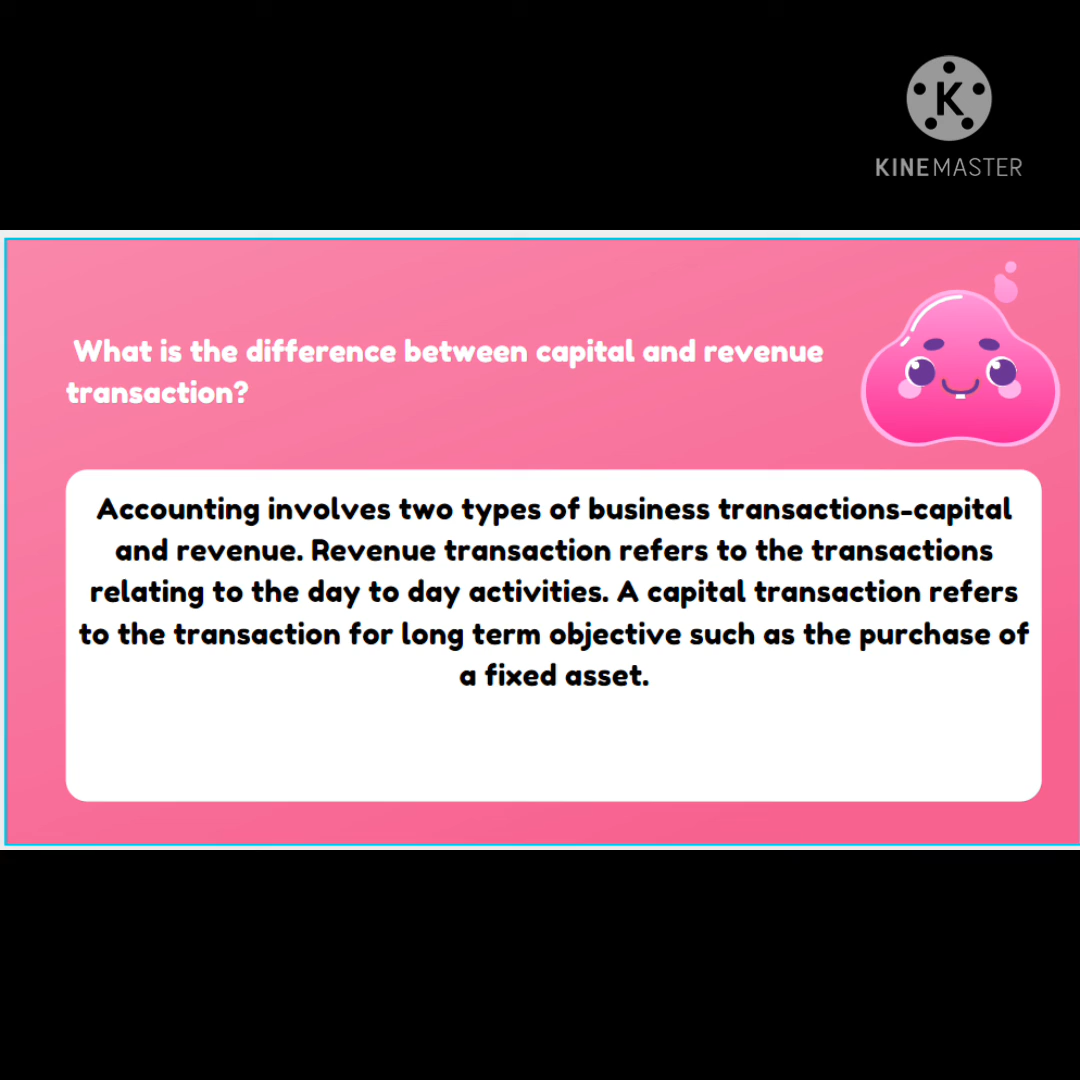 K
KINEMASTER
What is the difference between capital and revenue
transaction?
Accounting involves two types of business transactions-capital
and revenue. Revenue transaction refers to the transactions
relating to the day to day activities. A capital transaction refers
to the transaction for long term objective such as the purchase of
a fixed asset.